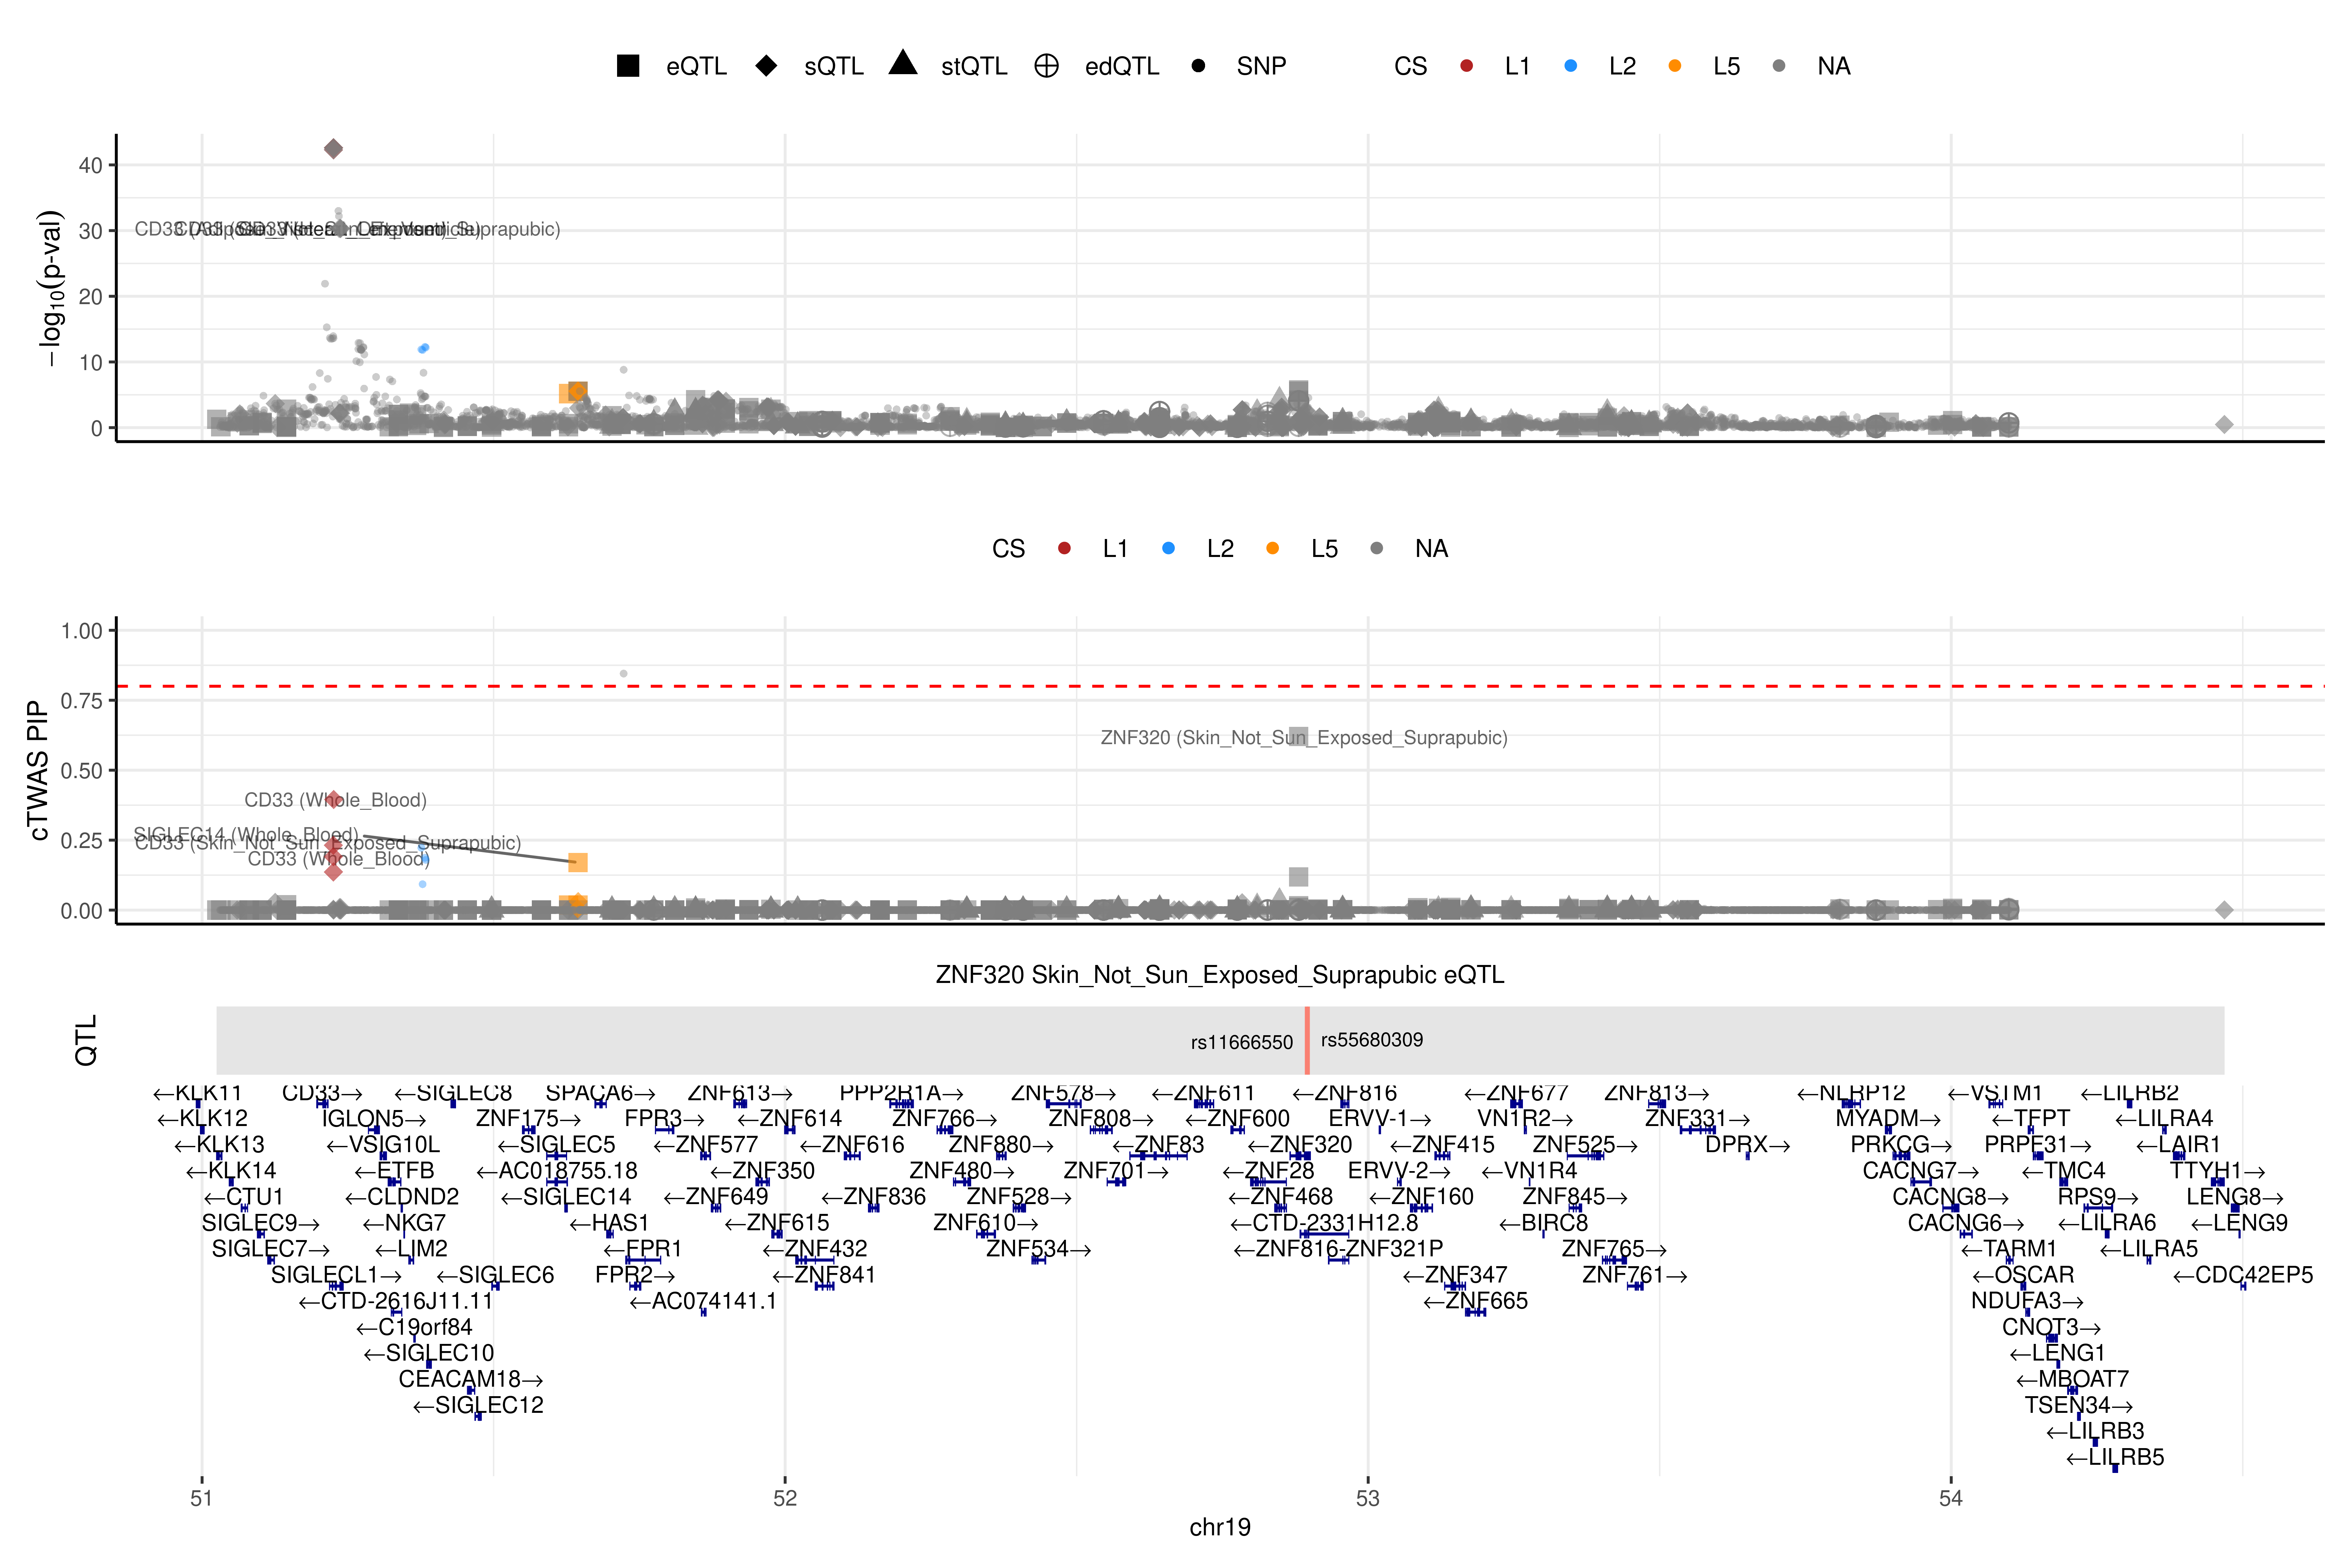 eQTL sQTL stQTL edQTL SNP CS L1 L2 L5 NA
−log10(p-val)
40
30
20
10
0
CS L1 L2 L5 NA
cTWAS PIP
1.00
0.75
0.50
0.25
0.00
ZNF320 (Skin_Not_Sun_Exposed_Suprapubic)
CD33 (Whole_Blood)
SIGLEC14 (Whole_Blood)
CD33 (Skin_Not_Sun_Exposed_Suprapubic)
CD33 (Whole_Blood)
ZNF320 Skin_Not_Sun_Exposed_Suprapubic eQTL
QTL
rs11666550 rs55680309
←KLK11 CD33→ ←SIGLEC8 SPACA6→ ZNF613→ PPP2R1A→ ZNF578→ ←ZNF611 ←ZNF816 ←ZNF677 ZNF813→ ←NLRP12 ←VSTM1 ←LILRB2
←KLK12 IGLON5→ ZNF175→ FPR3→ ←ZNF614 ZNF766→ ZNF808→ ←ZNF600 ERVV-1→ VN1R2→ ZNF331→ MYADM→ ←TFPT ←LILRA4
←KLK13 ←VSIG10L ←SIGLEC5 ←ZNF577 ←ZNF616 ZNF880→ ←ZNF83 ←ZNF320 ←ZNF415 ZNF525→ DPRX→ PRKCG→ PRPF31→ ←LAIR1
←KLK14 ←ETFB ←AC018755.18 ←ZNF350 ZNF480→ ZNF701→ ←ZNF28 ERVV-2→ ←VN1R4 CACNG7→ ←TMC4 TTYH1→
←CTU1 ←CLDND2 ←SIGLEC14 ←ZNF649 ←ZNF836 ZNF528→ ←ZNF468 ←ZNF160 ZNF845→ CACNG8→ RPS9→ LENG8→
SIGLEC9→ ←NKG7 ←HAS1 ←ZNF615 ZNF610→ ←CTD-2331H12.8 ←BIRC8 CACNG6→ ←LILRA6 ←LENG9
SIGLEC7→ ←LIM2 ←FPR1 ←ZNF432 ZNF534→ ←ZNF816-ZNF321P ZNF765→ ←TARM1 ←LILRA5
SIGLECL1→ ←SIGLEC6 FPR2→ ←ZNF841 ←ZNF347 ZNF761→ ←OSCAR ←CDC42EP5
←CTD-2616J11.11 ←AC074141.1 ←ZNF665 NDUFA3→
←C19orf84 CNOT3→
←SIGLEC10 ←LENG1
CEACAM18→ ←MBOAT7
←SIGLEC12 TSEN34→
←LILRB3
←LILRB5
51 52 53 54
chr19